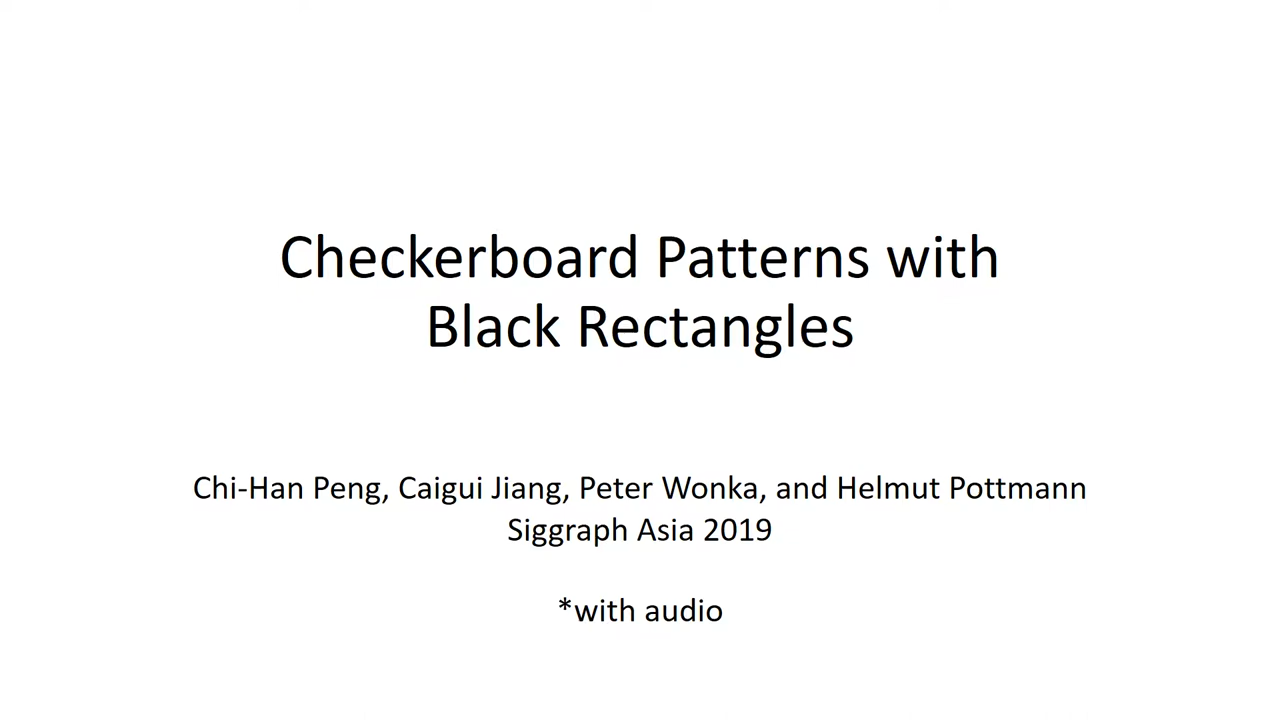 Checkerboard Patterns with
Black Rectangles
Chi-Han Peng, Caigui Jiang, Peter Wonka, and Helmut Pottmann
Siggraph Asia 2019
*with audio